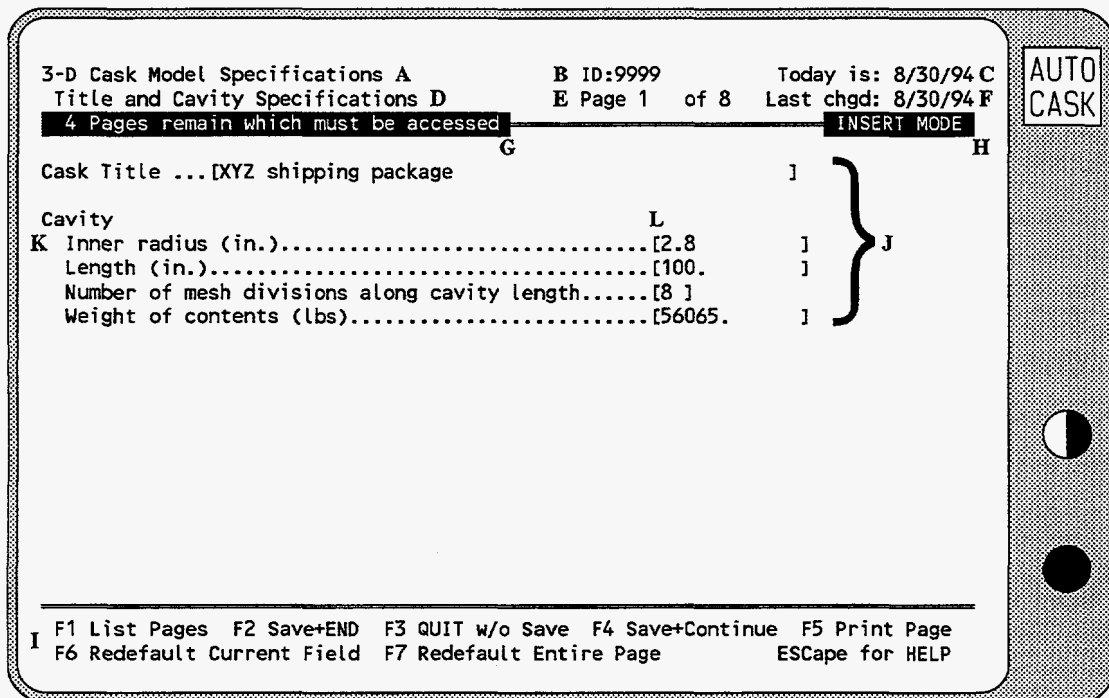 3-D Cask Model Specifications A B ID:9999 Today is: 8/30/94 C
Title and Cavity Specifications D E Page 1 of 8 Last chgd: 8/30/94 F
4 Pages remain which must be accessed INSERT MODE
G H
Cask Title ...[XYZ shipping package ]
Cavity L
K Inner radius (in.)...............................[2.8 ] J
Length (in.).....................................[100. ]
Number of mesh divisions along cavity length......[8 ]
Weight of contents (lbs).........................[56065. ]
I F1 List Pages F2 Save+END F3 QUIT w/o Save F4 Save+Continue F5 Print Page
F6 Redefault Current Field F7 Redefault Entire Page ESCape for HELP
AUTO
CASK